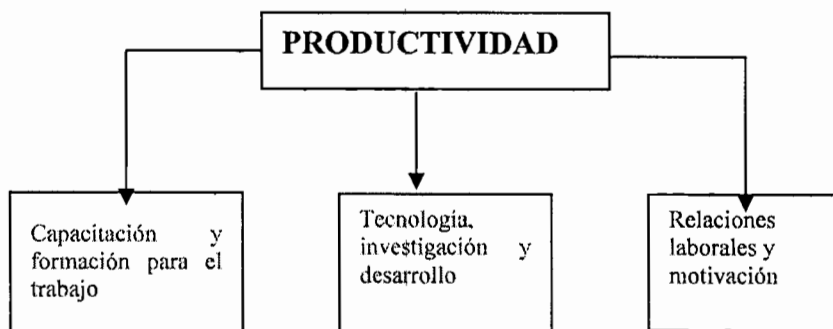 PRODUCTIVIDAD
Capacitación y
formación para el
trabajo
Tecnología,
investigación y
desarrollo
Relaciones
laborales y
motivación